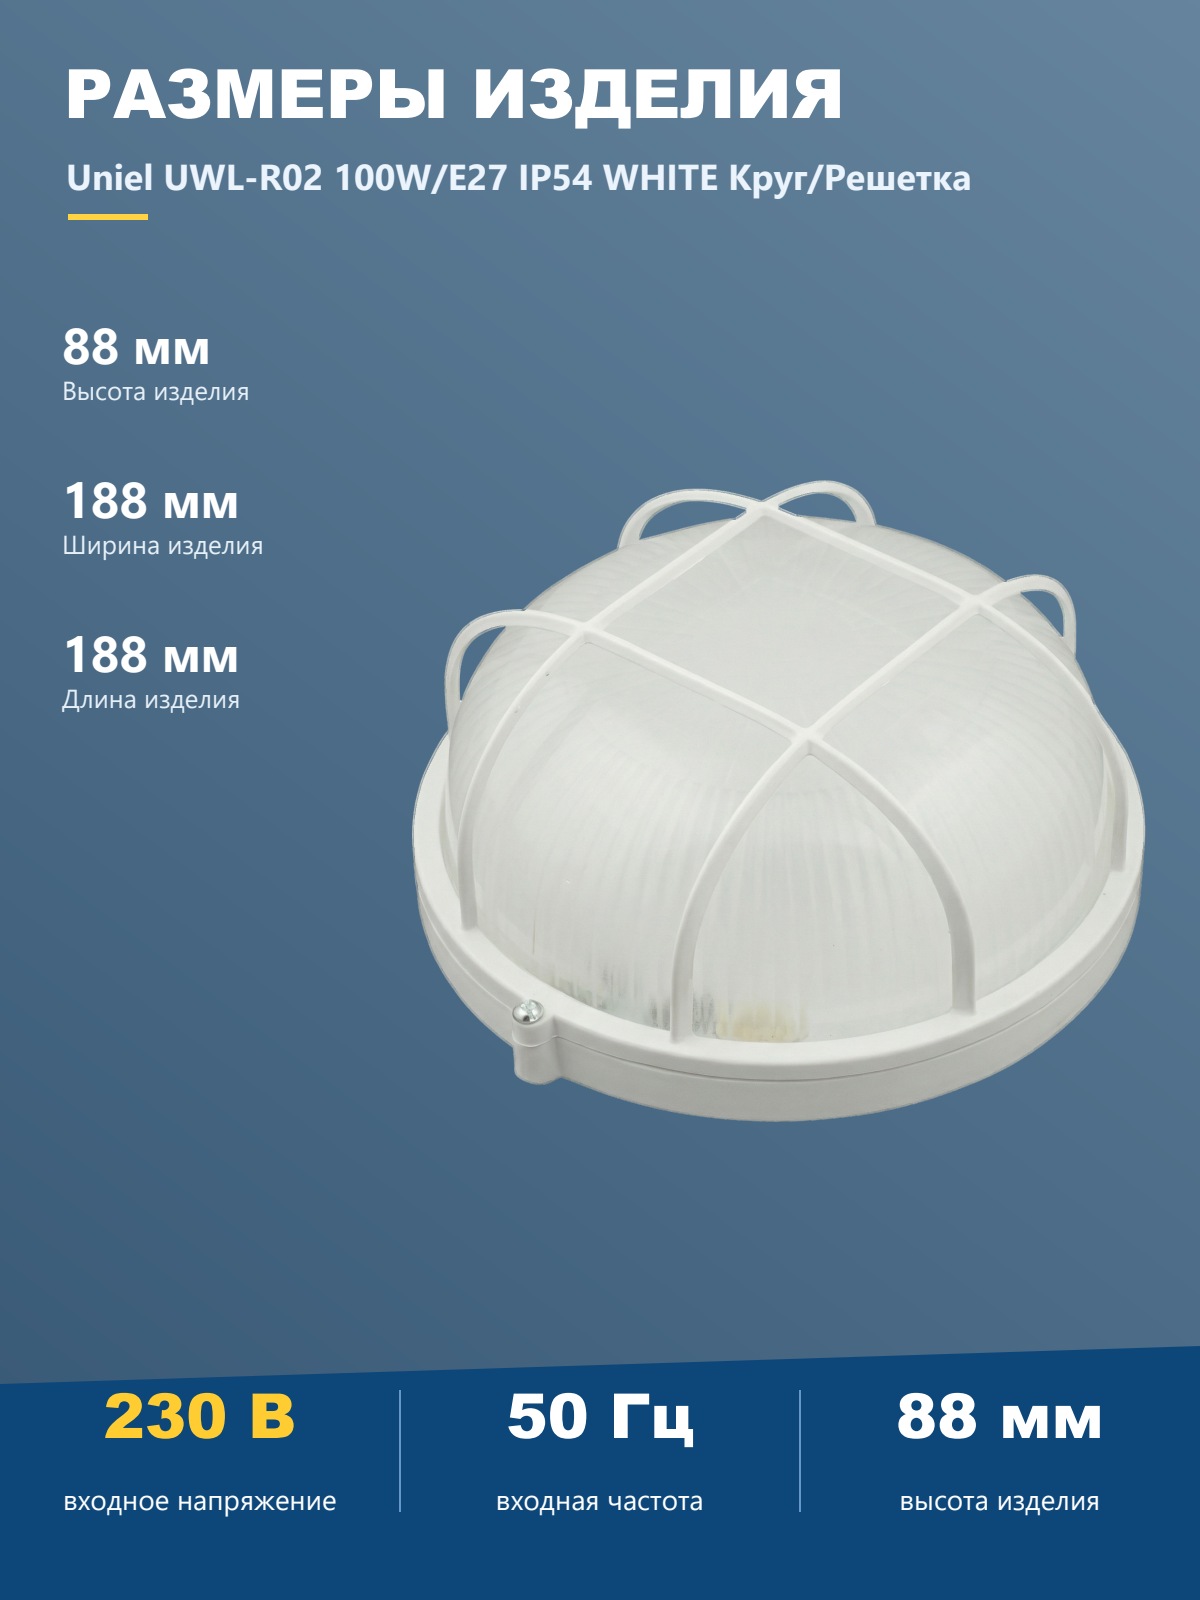 РАЗМЕРЫ ИЗДЕЛИЯ
Uniel UWL-R02 100W/E27 IP54 WHITE Круг/Решетка
88 мм
Высота изделия
188 мм
Ширина изделия
188 мм
Длина изделия
230 В
входное напряжение
50 Гц
входная частота
88 мм
высота изделия